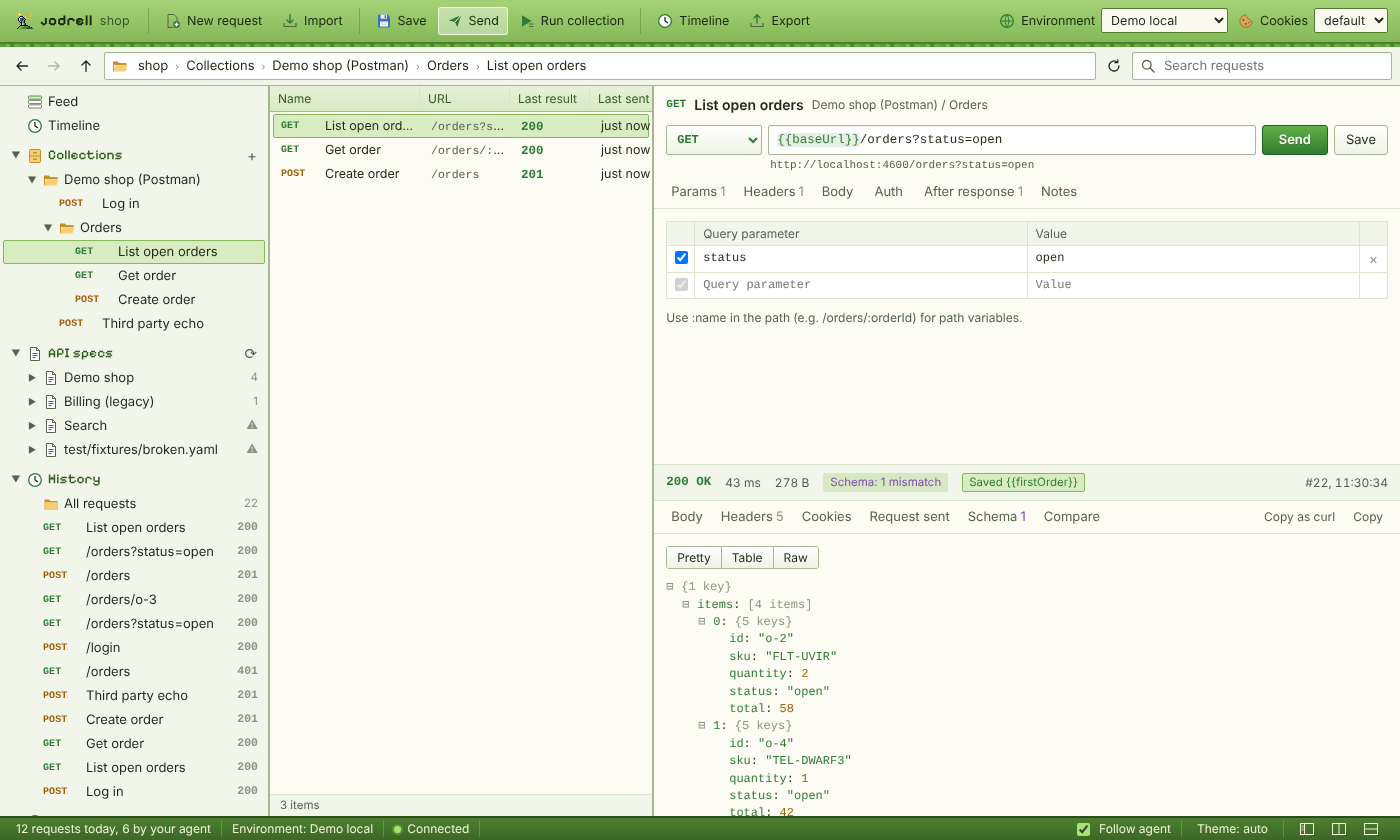 jodrell shop New request Import Save Send Run collection Timeline Export Environment Demo local Cookies default
shop › Collections › Demo shop (Postman) › Orders › List open orders Search requests
Feed
Timeline
Collections +
Demo shop (Postman)
POST Log in
Orders
GET List open orders
GET Get order
POST Create order
POST Third party echo
API specs
Demo shop 4
Billing (legacy) 1
Search
test/fixtures/broken.yaml
History
All requests 22
GET List open orders 200
GET /orders?status=open 200
POST /orders 201
GET /orders/o-3 200
GET /orders?status=open 200
POST /login 200
GET /orders 401
POST Third party echo 201
POST Create order 201
GET Get order 200
GET List open orders 200
POST Log in 200
Name URL Last result Last sent
GET List open ord... /orders?s... 200 just now
GET Get order /orders/:... 200 just now
POST Create order /orders 201 just now
3 items
GET List open orders Demo shop (Postman) / Orders
GET {{baseUrl}}/orders?status=open Send Save
http://localhost:4600/orders?status=open
Params 1 Headers 1 Body Auth After response 1 Notes
Query parameter Value
status open ×
Query parameter Value
Use :name in the path (e.g. /orders/:orderId) for path variables.
200 OK 43 ms 278 B Schema: 1 mismatch Saved {{firstOrder}} #22, 11:30:34
Body Headers 5 Cookies Request sent Schema 1 Compare Copy as curl Copy
Pretty Table Raw
{1 key}
items: [4 items]
0: {5 keys}
id: "o-2"
sku: "FLT-UVIR"
quantity: 2
status: "open"
total: 58
1: {5 keys}
id: "o-4"
sku: "TEL-DWARF3"
quantity: 1
status: "open"
total: 42
12 requests today, 6 by your agent Environment: Demo local Connected Follow agent Theme: auto